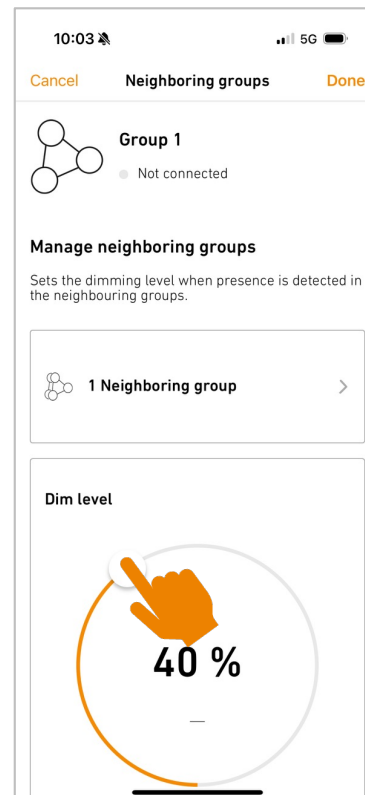 10:03 5G
Cancel Neighboring groups Done
Group 1
Not connected
Manage neighboring groups
Sets the dimming level when presence is detected in
the neighbouring groups.
1 Neighboring group
Dim level
40 %
—